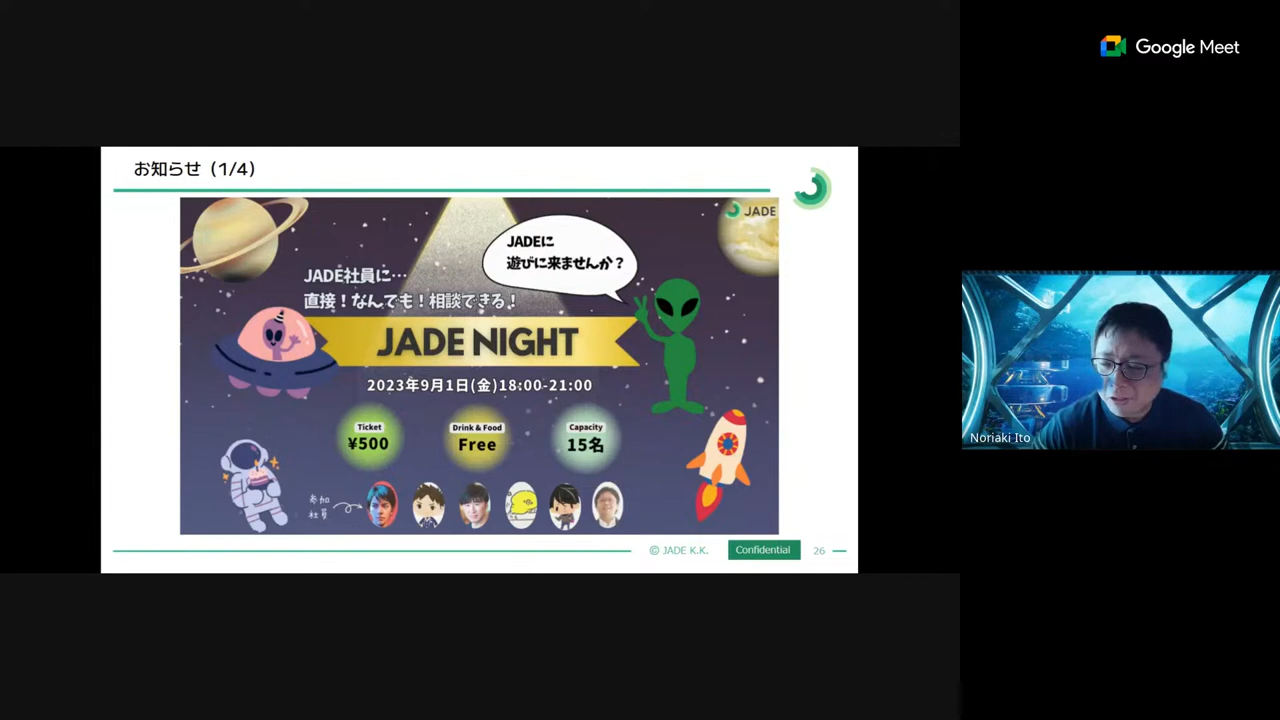 Google Meet
お知らせ（1/4）
JADE
JADEに
遊びに来ませんか？
JADE社員に…
直接！なんでも！相談できる！
JADE NIGHT
2023年9月1日(金)18:00-21:00
Ticket
¥500
Drink & Food
Free
Capacity
15名
参加
社員
Noriaki Ito
© JADE K.K.
Confidential
26